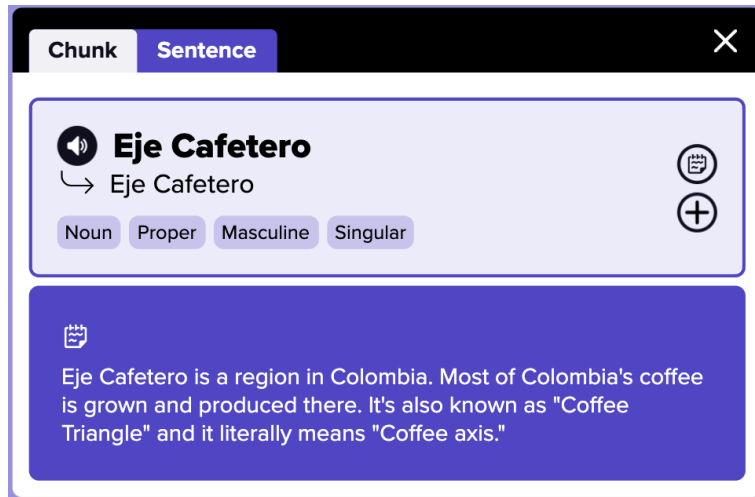 Chunk
Sentence
Eje Cafetero
Eje Cafetero
Noun
Proper
Masculine
Singular
Eje Cafetero is a region in Colombia. Most of Colombia's coffee
is grown and produced there. It's also known as "Coffee
Triangle" and it literally means "Coffee axis."